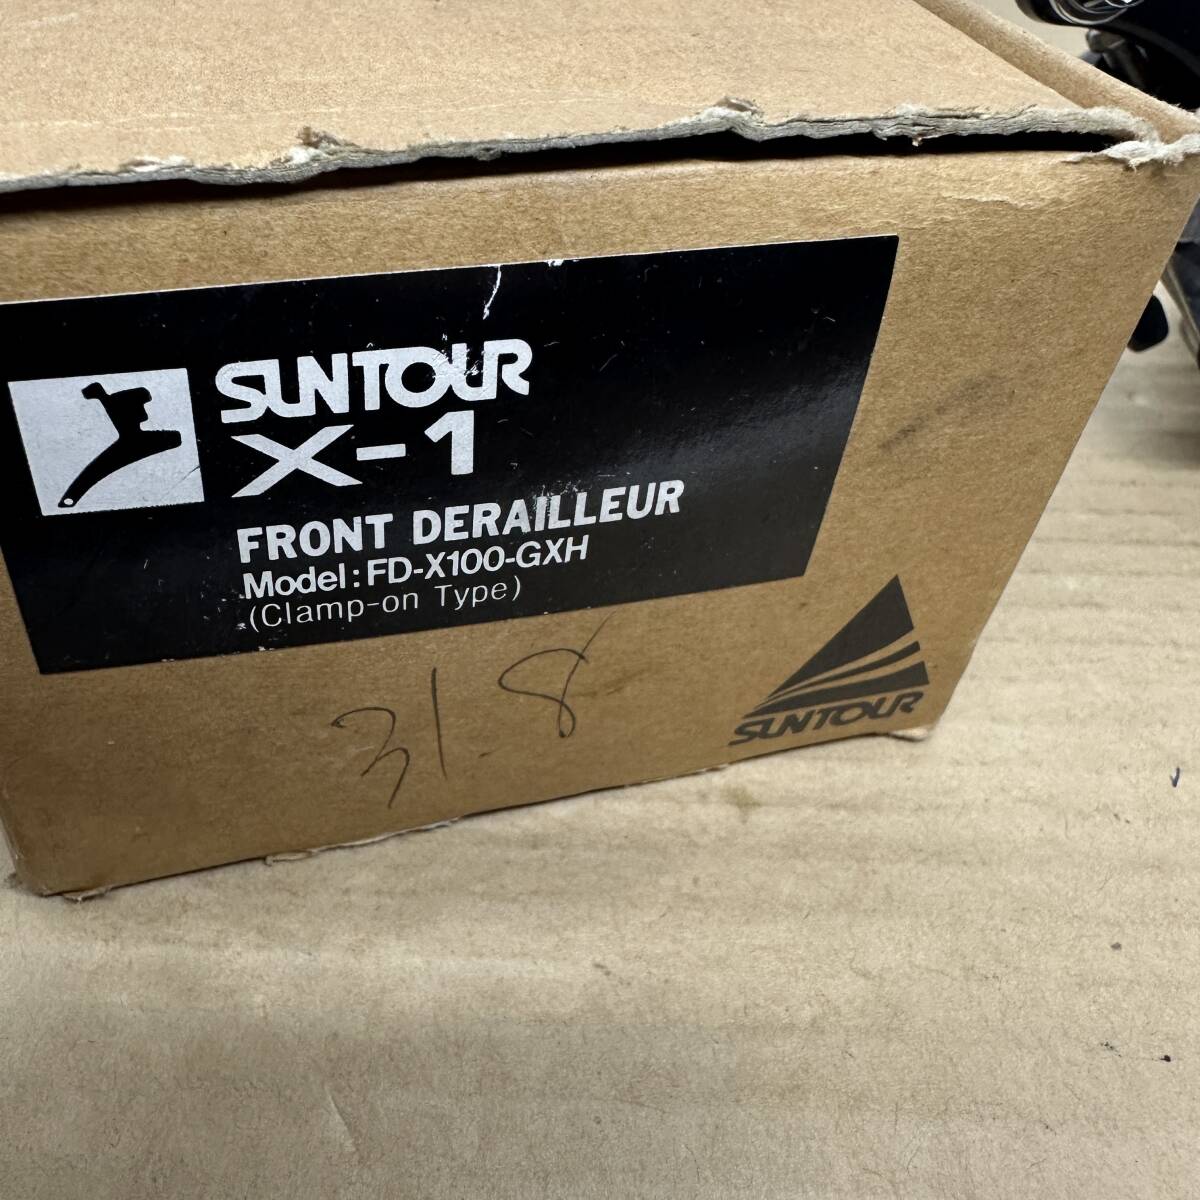 SUNTOUR
X-1
FRONT DERAILLEUR
Model: FD-X100-GXH
(Clamp-on Type)
31.8
SUNTOUR